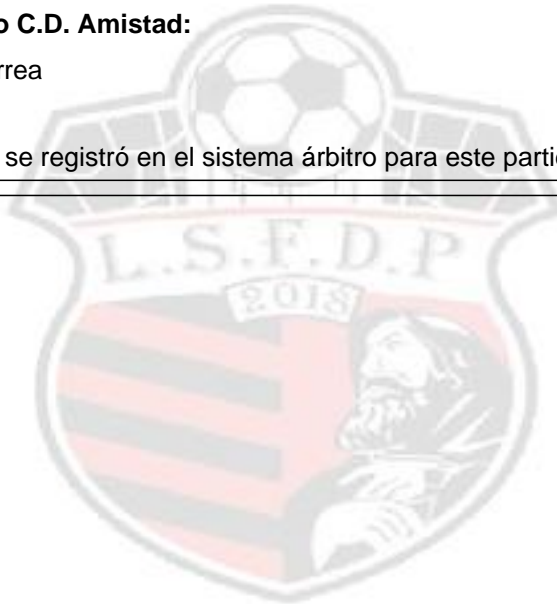 o C.D. Amistad:
rrea
se registró en el sistema árbitro para este parti
L.S.F.D.P
2018